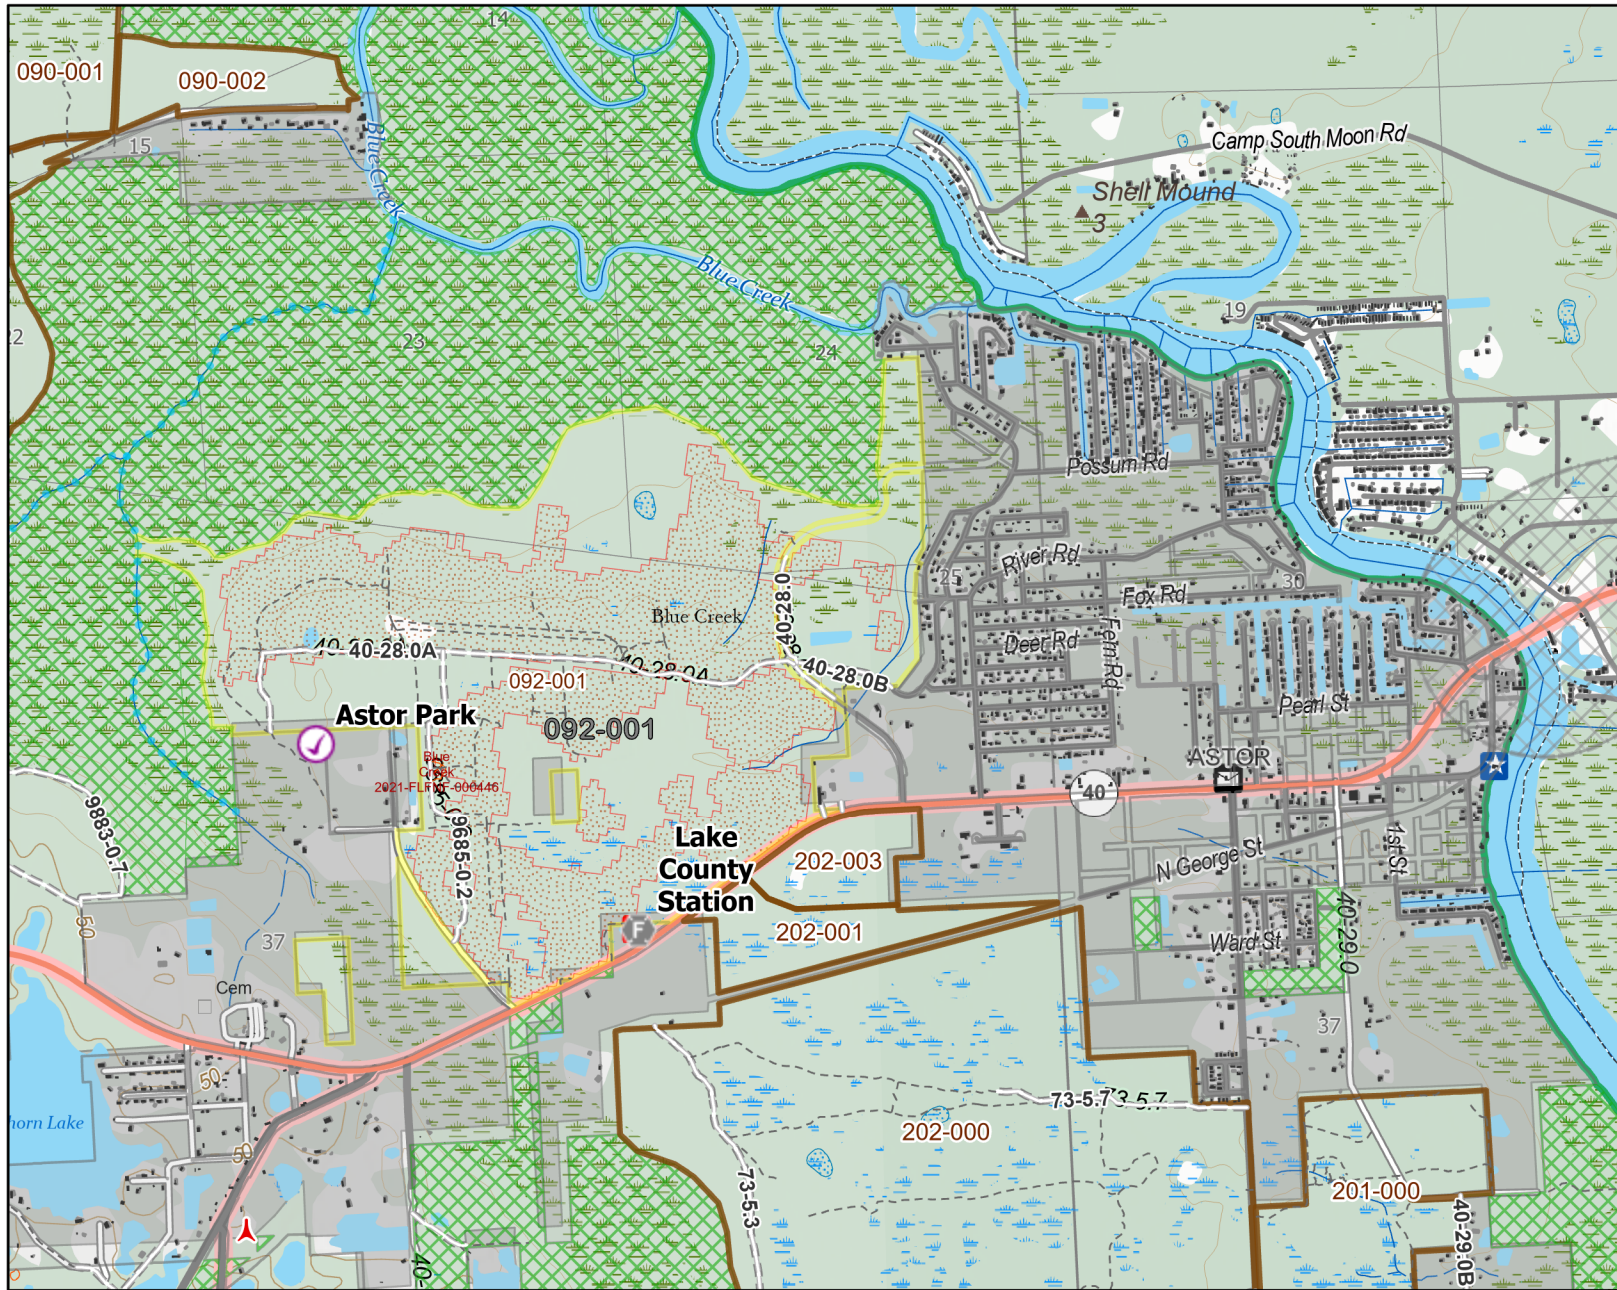 14
090-001
090-002
15
Blue Creek
Camp South Moon Rd
Shell Mound
3
Blue Creek
19
22
23
24
Possum Rd
River Rd
25
30
Fox Rd
Blue Creek
40-28.0
Deer Rd
Fern Rd
40-28.0A
40-28.0A
40-28.0B
092-001
Pearl St
Astor Park
092-001
ASTOR
Blue
Creek
2021-FLFNF-000446
40
9883-0.7
9685-0.2
Lake
County
Station
202-003
N George St
1st St
F
202-001
50
37
Ward St
40-29.0
Cem
37
50
horn Lake
73-5.7
73-5.7
202-000
50
73-5.3
201-000
40-29.0B
40-